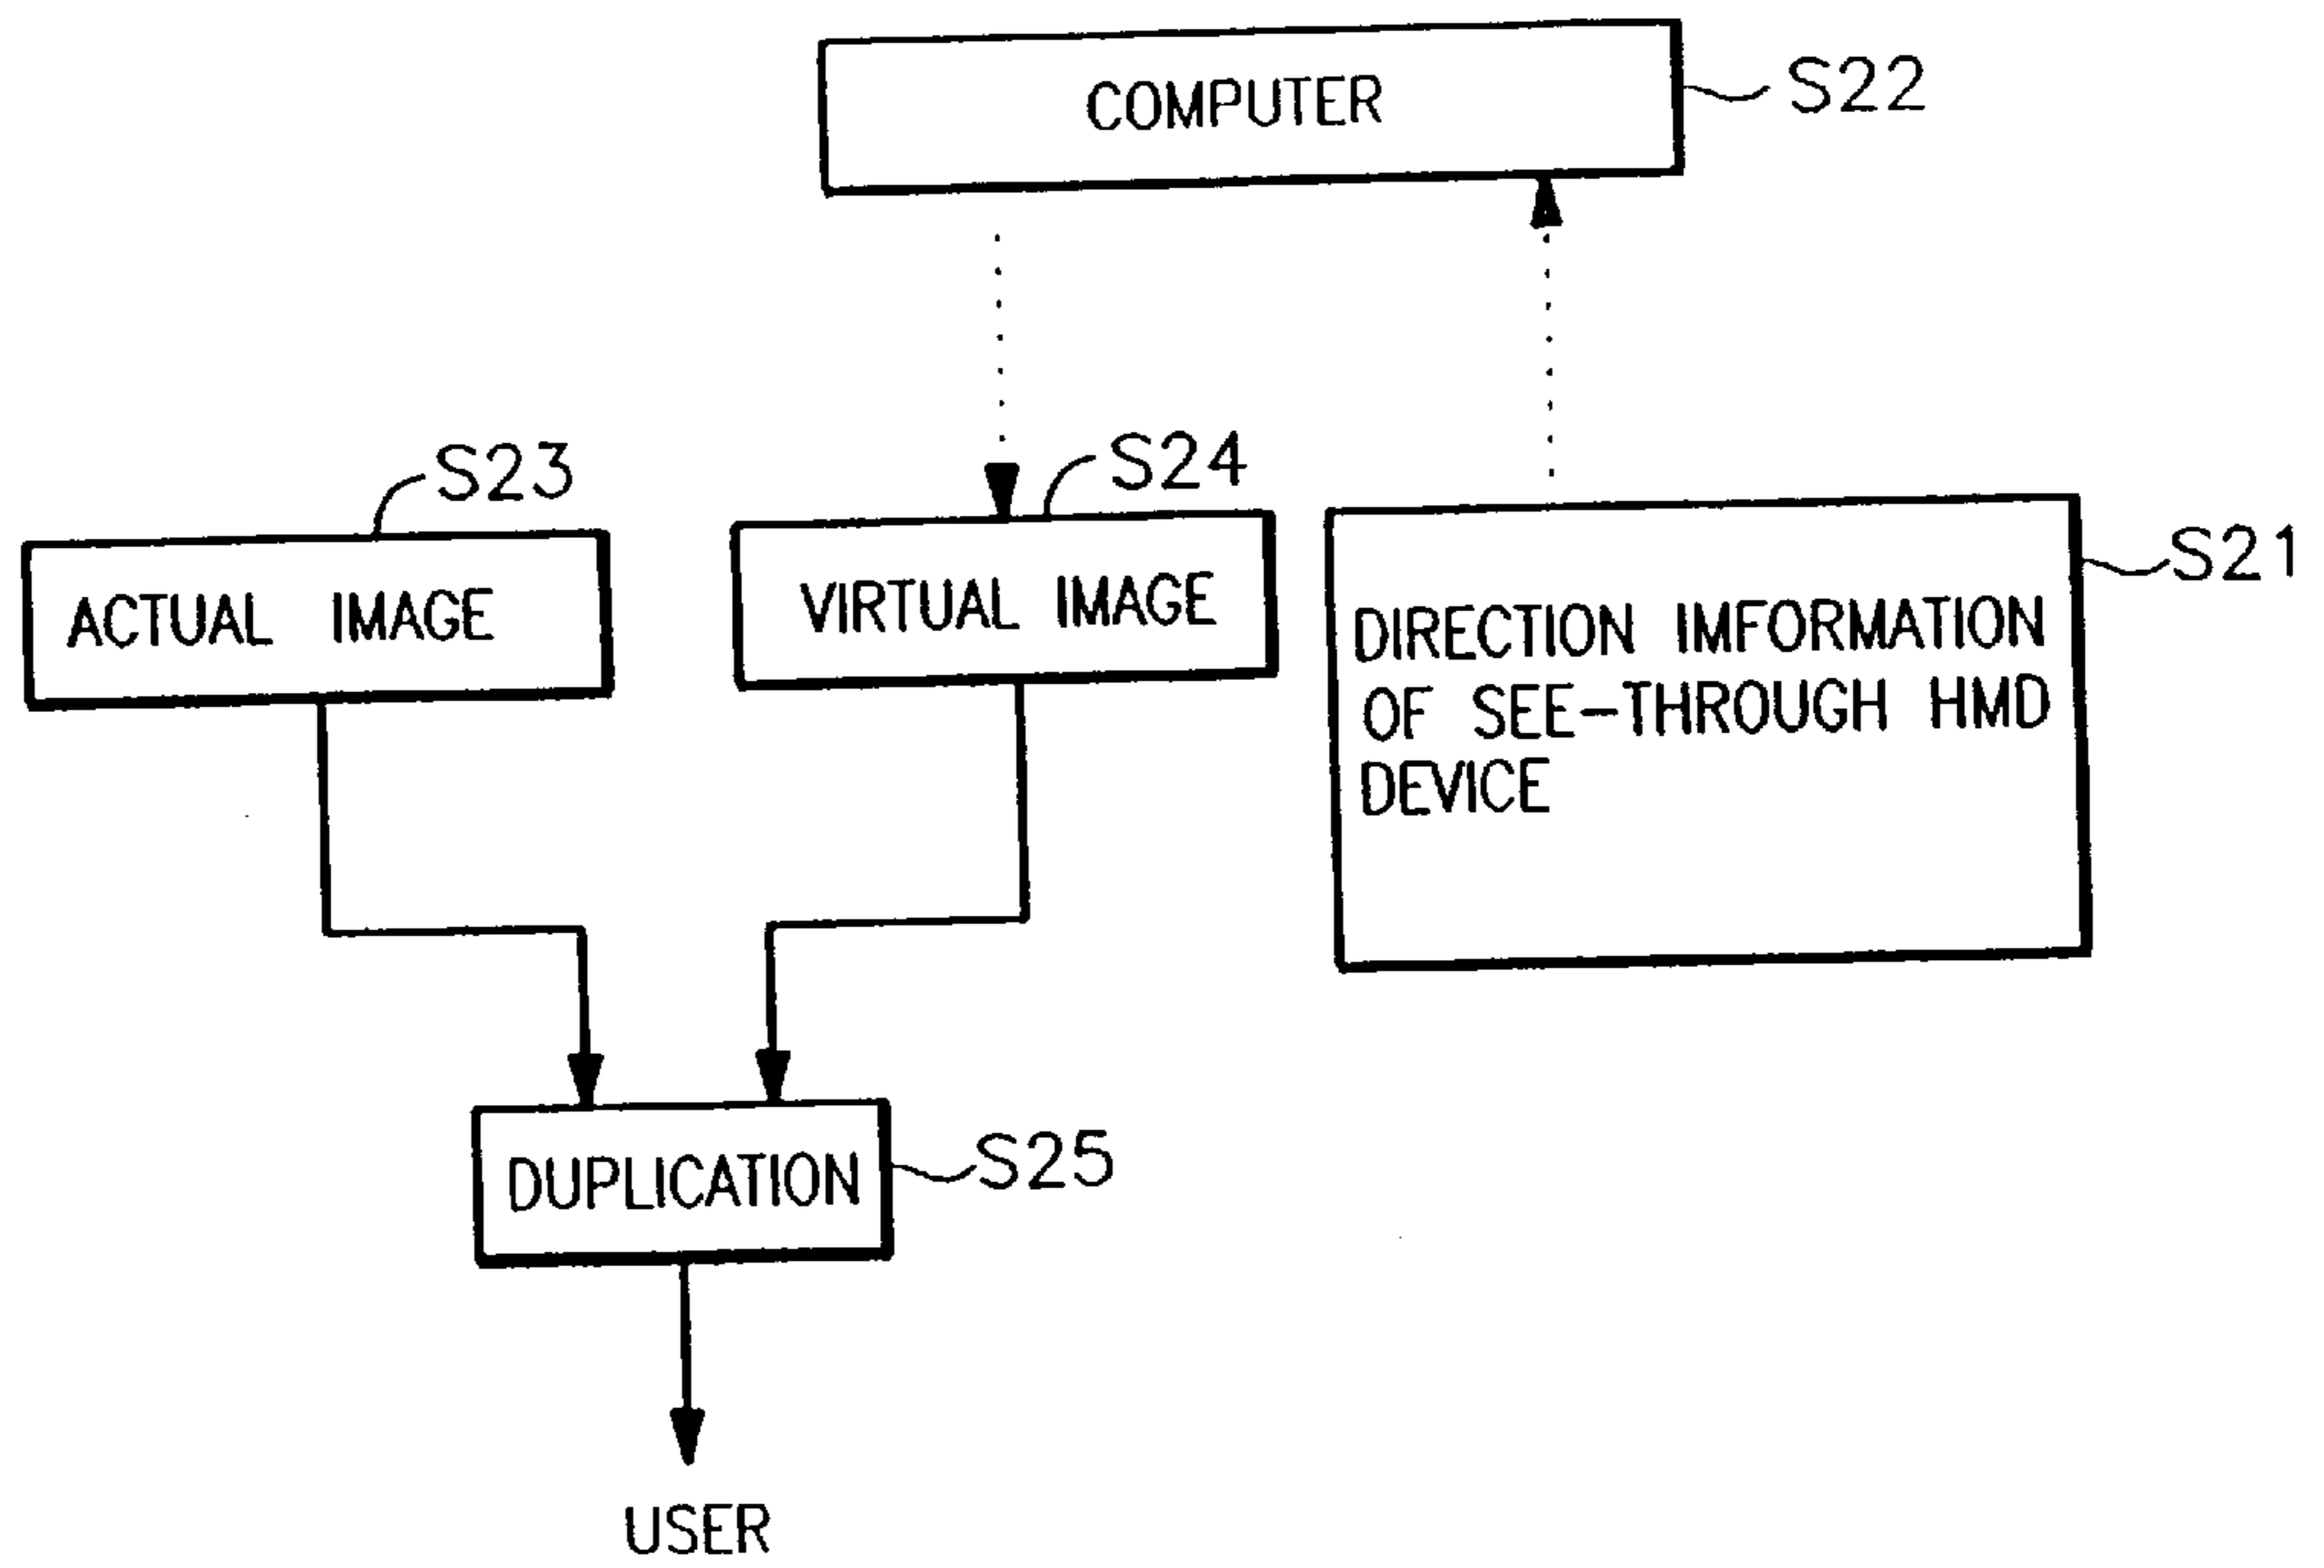 COMPUTER
S22
S23
S24
S21
ACTUAL IMAGE
VIRTUAL IMAGE
DIRECTION IMFORMATION
OF SEE-THROUGH HMD
DEVICE
DUPLICATION
S25
USER